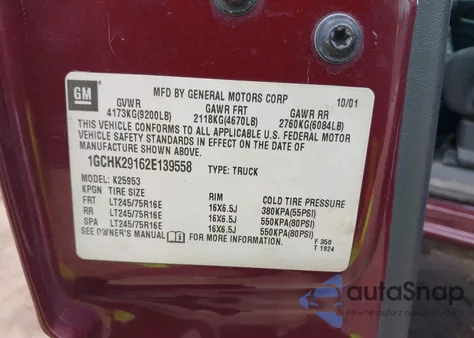 GM
MFD BY GENERAL MOTORS CORP 10/01
GVWR GAWR FRT GAWR RR
4173KG(9200LB) 2118KG(4670LB) 2760KG(6084LB)
THIS VEHICLE CONFORMS TO ALL APPLICABLE U.S. FEDERAL MOTOR
VEHICLE SAFETY STANDARDS IN EFFECT ON THE DATE OF
MANUFACTURE SHOWN ABOVE.
1GCHK29162E139558 TYPE: TRUCK
MODEL: K25953
KPGN TIRE SIZE RIM COLD TIRE PRESSURE
FRT LT245/75R16E 16X6.5J 380KPA(55PSI)
RR LT245/75R16E 16X6.5J 550KPA(80PSI)
SPA LT245/75R16E 16X6.5J 550KPA(80PSI)
SEE OWNER'S MANUAL FOR MORE INFORMATION.
F 350
T 1924
autoSnap